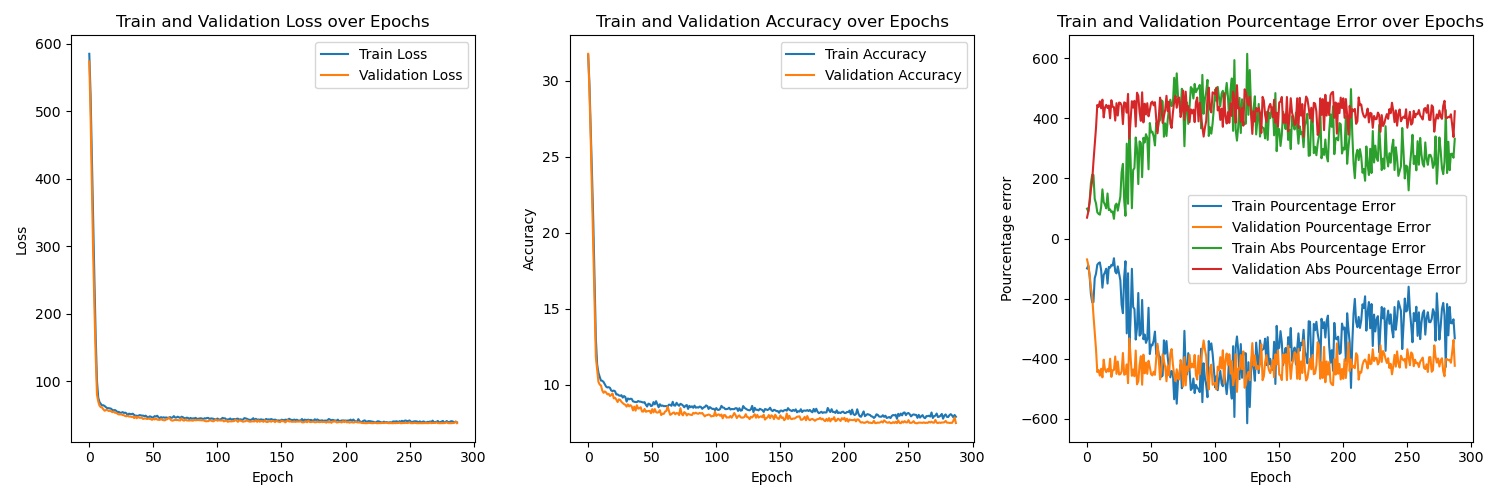 Train and Validation Loss over Epochs
600
500
400
300
200
100
0
50
100
150
200
250
300
Loss
Epoch
Train Loss
Validation Loss
Train and Validation Accuracy over Epochs
30
25
20
15
10
0
50
100
150
200
250
300
Accuracy
Epoch
Train Accuracy
Validation Accuracy
Train and Validation Pourcentage Error over Epochs
600
400
200
0
−200
−400
−600
0
50
100
150
200
250
300
Pourcentage error
Epoch
Train Pourcentage Error
Validation Pourcentage Error
Train Abs Pourcentage Error
Validation Abs Pourcentage Error